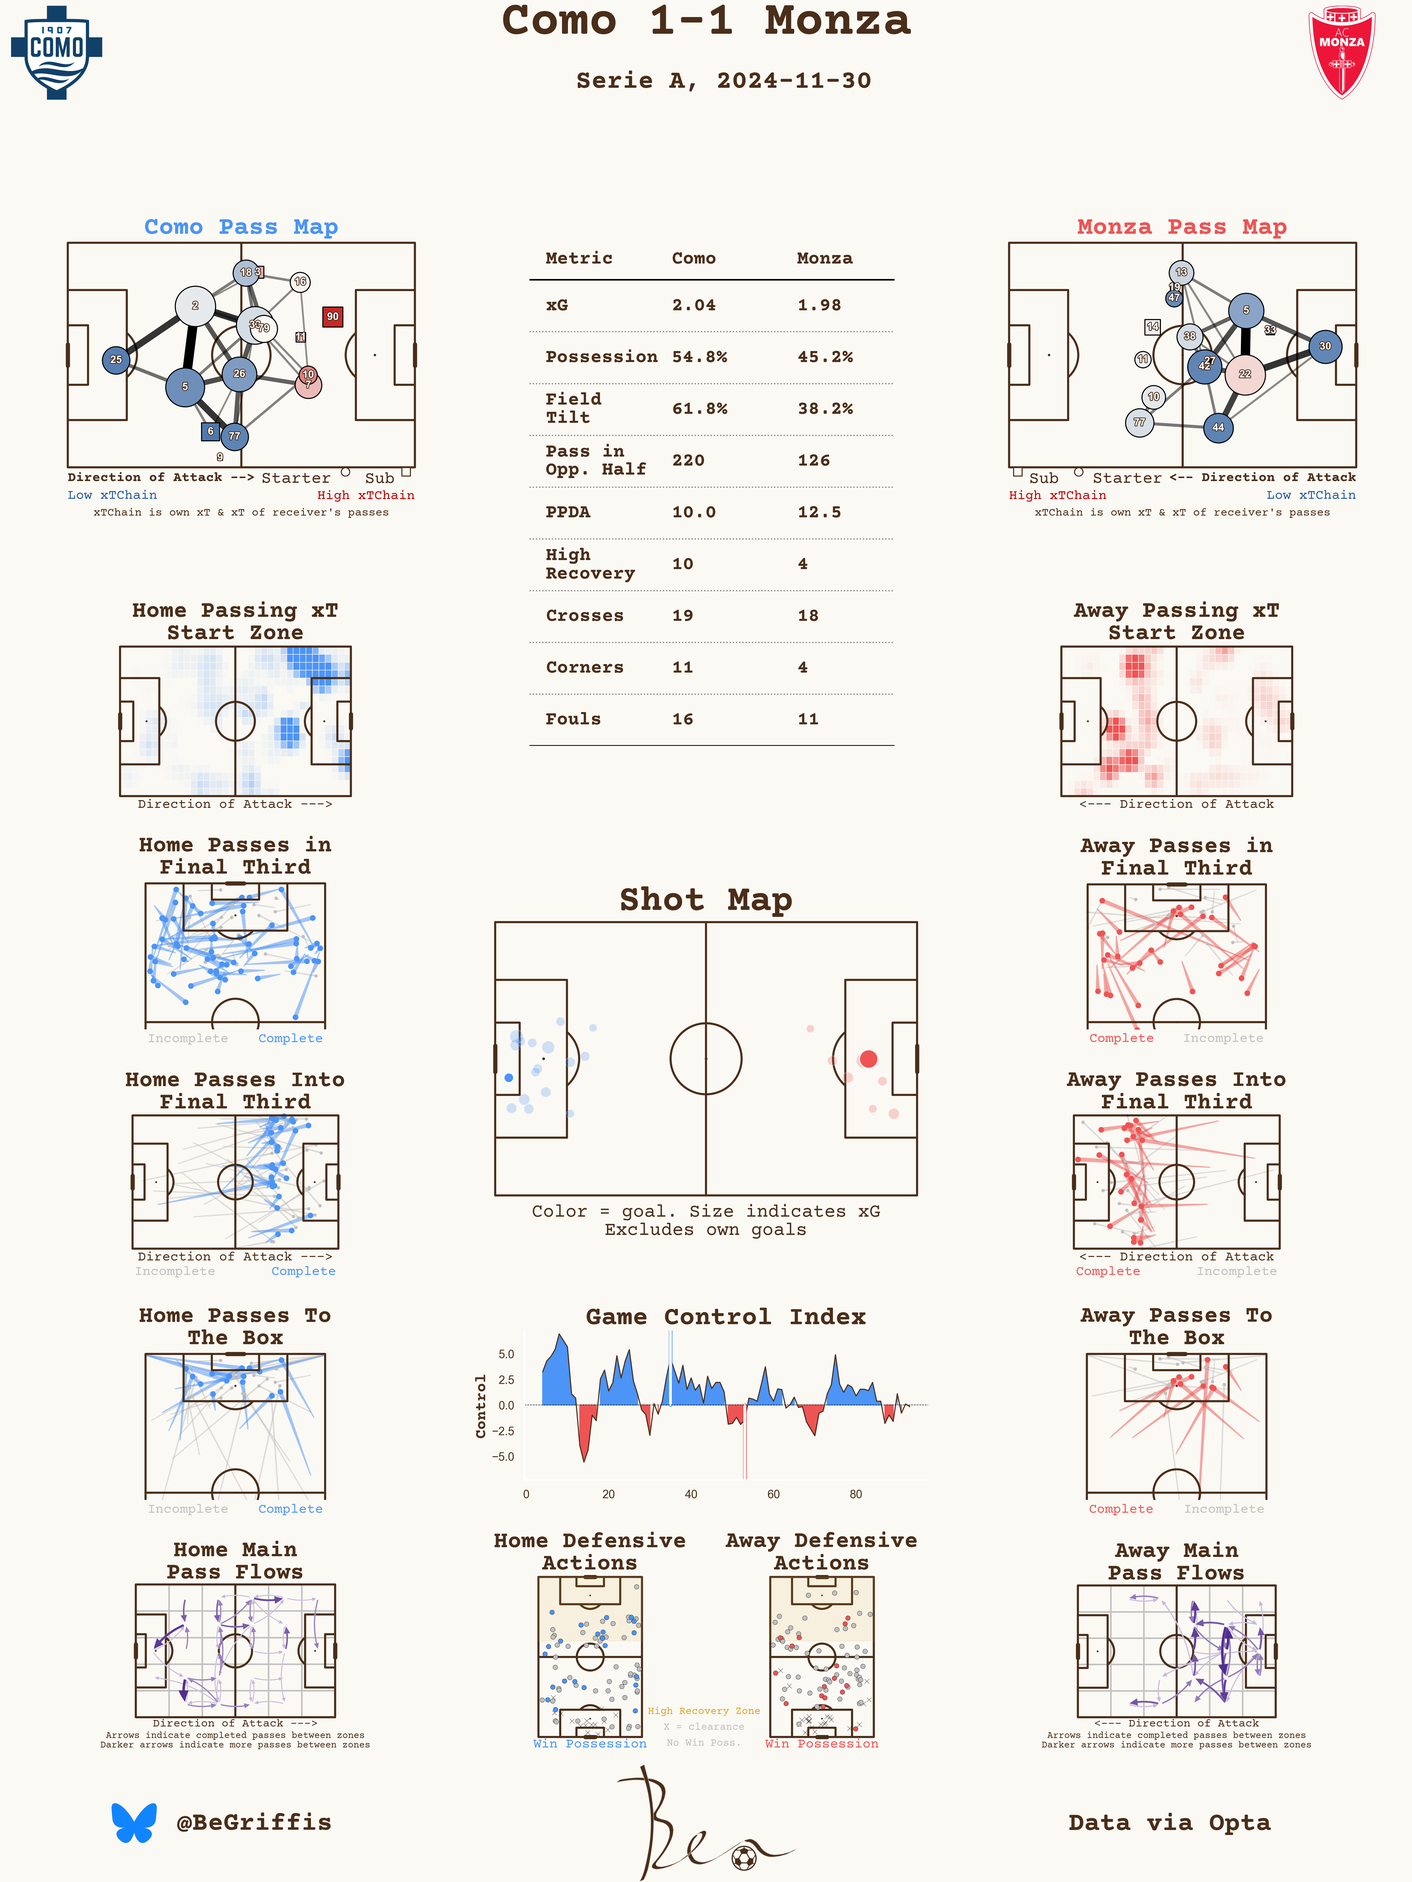 Como 1-1 Monza
Serie A, 2024-11-30
1907
COMO
AC
MONZA
Como Pass Map
18
3
16
2
33
79
90
11
25
5
26
10
7
6
77
9
Direction of Attack --> Starter Sub
Low xTChain High xTChain
xTChain is own xT & xT of receiver's passes
Metric Como Monza
xG 2.04 1.98
Possession 54.8% 45.2%
Field
Tilt 61.8% 38.2%
Pass in
Opp. Half 220 126
PPDA 10.0 12.5
High
Recovery 10 4
Crosses 19 18
Corners 11 4
Fouls 16 11
Monza Pass Map
13
19
47
5
14
38
33
30
11
27
42
22
10
77
44
Sub Starter <-- Direction of Attack
High xTChain Low xTChain
xTChain is own xT & xT of receiver's passes
Home Passing xT
Start Zone
Direction of Attack --->
Away Passing xT
Start Zone
<--- Direction of Attack
Home Passes in
Final Third
Incomplete Complete
Away Passes in
Final Third
Complete Incomplete
Shot Map
Color = goal. Size indicates xG
Excludes own goals
Home Passes Into
Final Third
Direction of Attack --->
Incomplete Complete
Away Passes Into
Final Third
<--- Direction of Attack
Complete Incomplete
Home Passes To
The Box
Incomplete Complete
Game Control Index
Control
5.0
2.5
0.0
−2.5
−5.0
0 20 40 60 80
Away Passes To
The Box
Complete Incomplete
Home Main
Pass Flows
Direction of Attack --->
Arrows indicate completed passes between zones
Darker arrows indicate more passes between zones
Home Defensive
Actions
Win Possession
High Recovery Zone
X = clearance
No Win Poss.
Away Defensive
Actions
Win Possession
Away Main
Pass Flows
<--- Direction of Attack
Arrows indicate completed passes between zones
Darker arrows indicate more passes between zones
@BeGriffis
Ben
Data via Opta